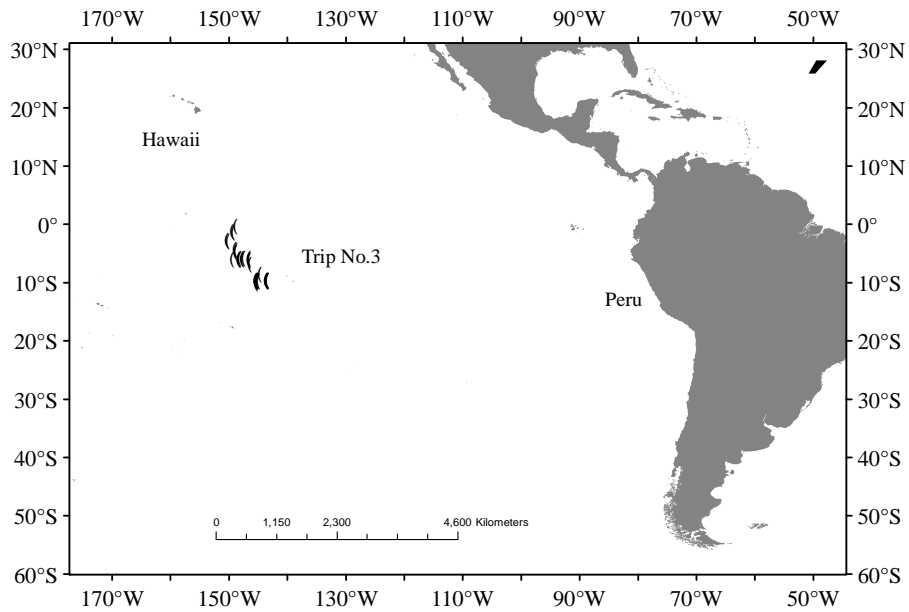 170°W 150°W 130°W 110°W 90°W 70°W 50°W
30°N 30°N
20°N 20°N
Hawaii
10°N 10°N
0° 0°
Trip No.3
10°S 10°S
Peru
20°S 20°S
30°S 30°S
40°S 40°S
50°S 50°S
0 1,150 2,300 4,600 Kilometers
60°S 60°S
170°W 150°W 130°W 110°W 90°W 70°W 50°W